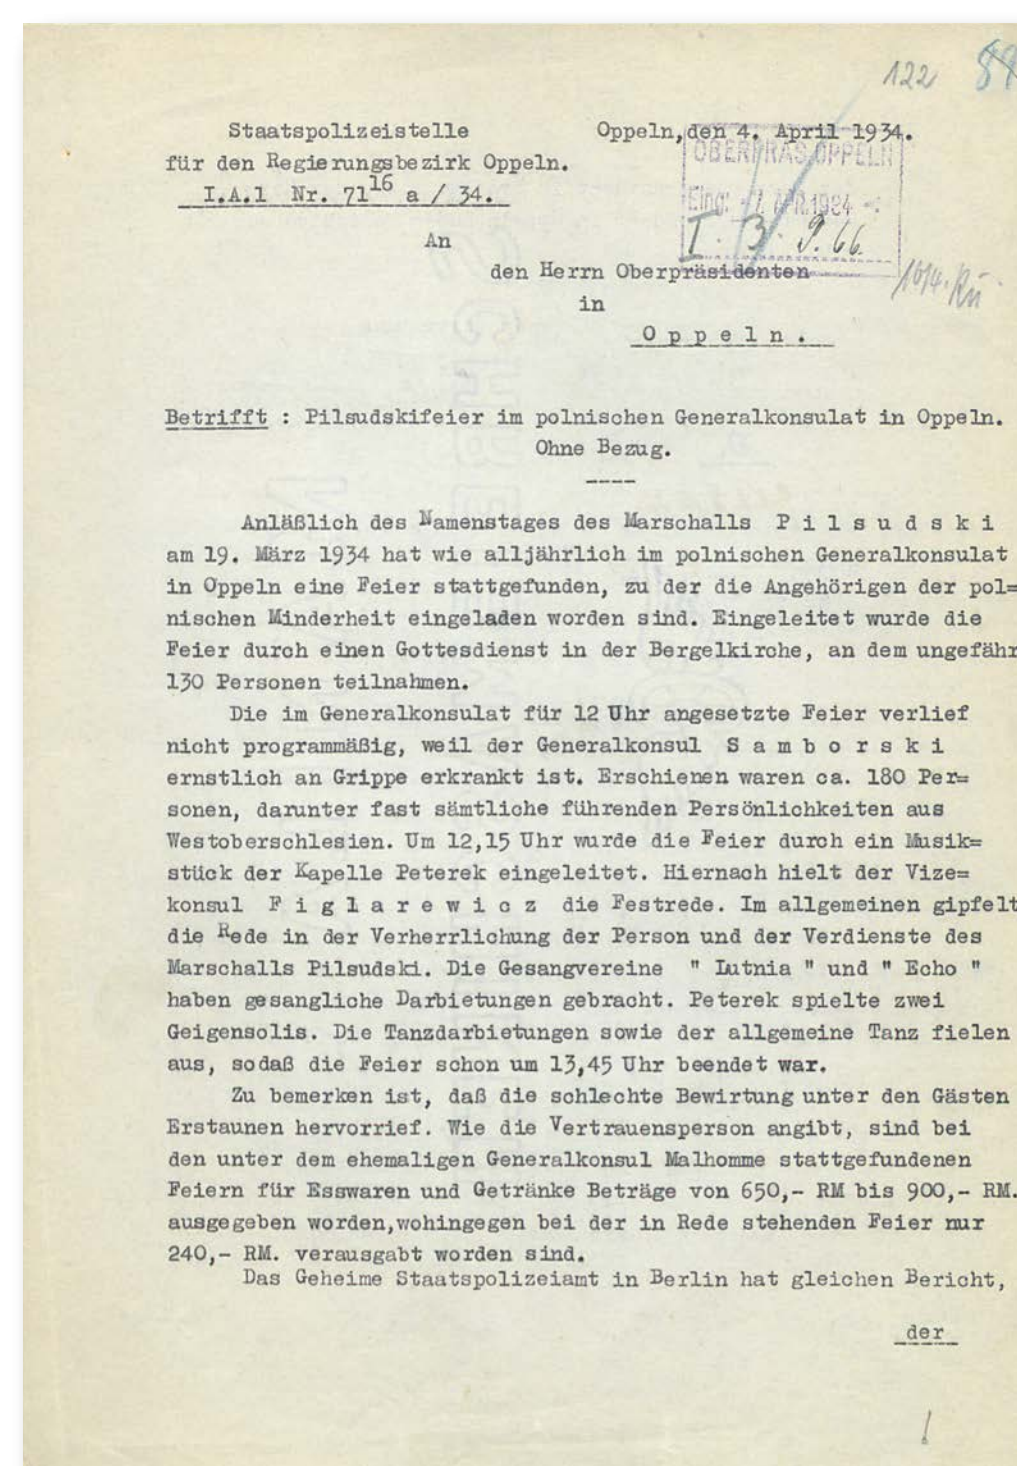 122
Staatspolizeistelle
für den Regierungsbezirk Oppeln.
I.A.1 Nr. 71¹⁶ a / 34.
Oppeln, den 4. April 1934.
OBERPRÄS. OPPELN
Eing: - 7. APR. 1934
I. B. 9. 66.
An
den Herrn Oberpräsidenten
in
O p p e l n .
Betrifft : Pilsudskifeier im polnischen Generalkonsulat in Oppeln.
Ohne Bezug.
----
Anläßlich des Namenstages des Marschalls P i l s u d s k i
am 19. März 1934 hat wie alljährlich im polnischen Generalkonsulat
in Oppeln eine Feier stattgefunden, zu der die Angehörigen der pol=
nischen Minderheit eingeladen worden sind. Eingeleitet wurde die
Feier durch einen Gottesdienst in der Bergelkirche, an dem ungefähr
130 Personen teilnahmen.
Die im Generalkonsulat für 12 Uhr angesetzte Feier verlief
nicht programmäßig, weil der Generalkonsul S a m b o r s k i
ernstlich an Grippe erkrankt ist. Erschienen waren ca. 180 Per=
sonen, darunter fast sämtliche führenden Persönlichkeiten aus
Westoberschlesien. Um 12,15 Uhr wurde die Feier durch ein Musik=
stück der Kapelle Peterek eingeleitet. Hiernach hielt der Vize=
konsul F i g l a r e w i c z die Festrede. Im allgemeinen gipfelt
die Rede in der Verherrlichung der Person und der Verdienste des
Marschalls Pilsudski. Die Gesangvereine " Lutnia " und " Echo "
haben gesangliche Darbietungen gebracht. Peterek spielte zwei
Geigensolis. Die Tanzdarbietungen sowie der allgemeine Tanz fielen
aus, sodaß die Feier schon um 13,45 Uhr beendet war.
Zu bemerken ist, daß die schlechte Bewirtung unter den Gästen
Erstaunen hervorrief. Wie die Vertrauensperson angibt, sind bei
den unter dem ehemaligen Generalkonsul Malhomme stattgefundenen
Feiern für Esswaren und Getränke Beträge von 650,- RM bis 900,- RM.
ausgegeben worden,wohingegen bei der in Rede stehenden Feier nur
240,- RM. verausgabt worden sind.
Das Geheime Staatspolizeiamt in Berlin hat gleichen Bericht,
der